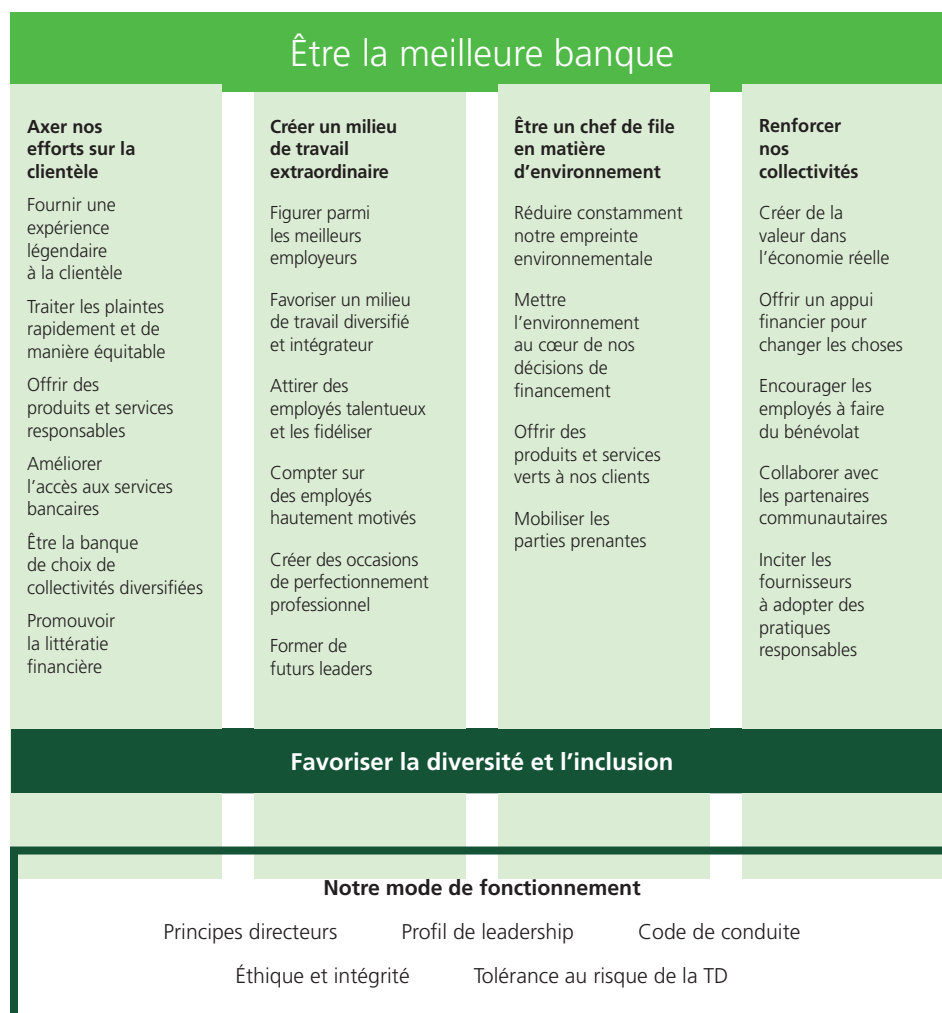 Être la meilleure banque
Axer nos
efforts sur la
clientèle
Fournir une
expérience
légendaire
à la clientèle
Traiter les plaintes
rapidement et de
manière équitable
Offrir des
produits et services
responsables
Améliorer
l’accès aux services
bancaires
Être la banque
de choix de
collectivités diversifiées
Promouvoir
la littératie
financière
Créer un milieu
de travail
extraordinaire
Figurer parmi
les meilleurs
employeurs
Favoriser un milieu
de travail diversifié
et intégrateur
Attirer des
employés talentueux
et les fidéliser
Compter sur
des employés
hautement motivés
Créer des occasions
de perfectionnement
professionnel
Former de
futurs leaders
Être un chef de file
en matière
d’environnement
Réduire constamment
notre empreinte
environnementale
Mettre
l’environnement
au cœur de nos
décisions de
financement
Offrir des
produits et services
verts à nos clients
Mobiliser les
parties prenantes
Renforcer
nos
collectivités
Créer de la
valeur dans
l’économie réelle
Offrir un appui
financier pour
changer les choses
Encourager les
employés à faire
du bénévolat
Collaborer avec
les partenaires
communautaires
Inciter les
fournisseurs
à adopter des
pratiques
responsables
Favoriser la diversité et l’inclusion
Notre mode de fonctionnement
Principes directeurs Profil de leadership Code de conduite
Éthique et intégrité Tolérance au risque de la TD